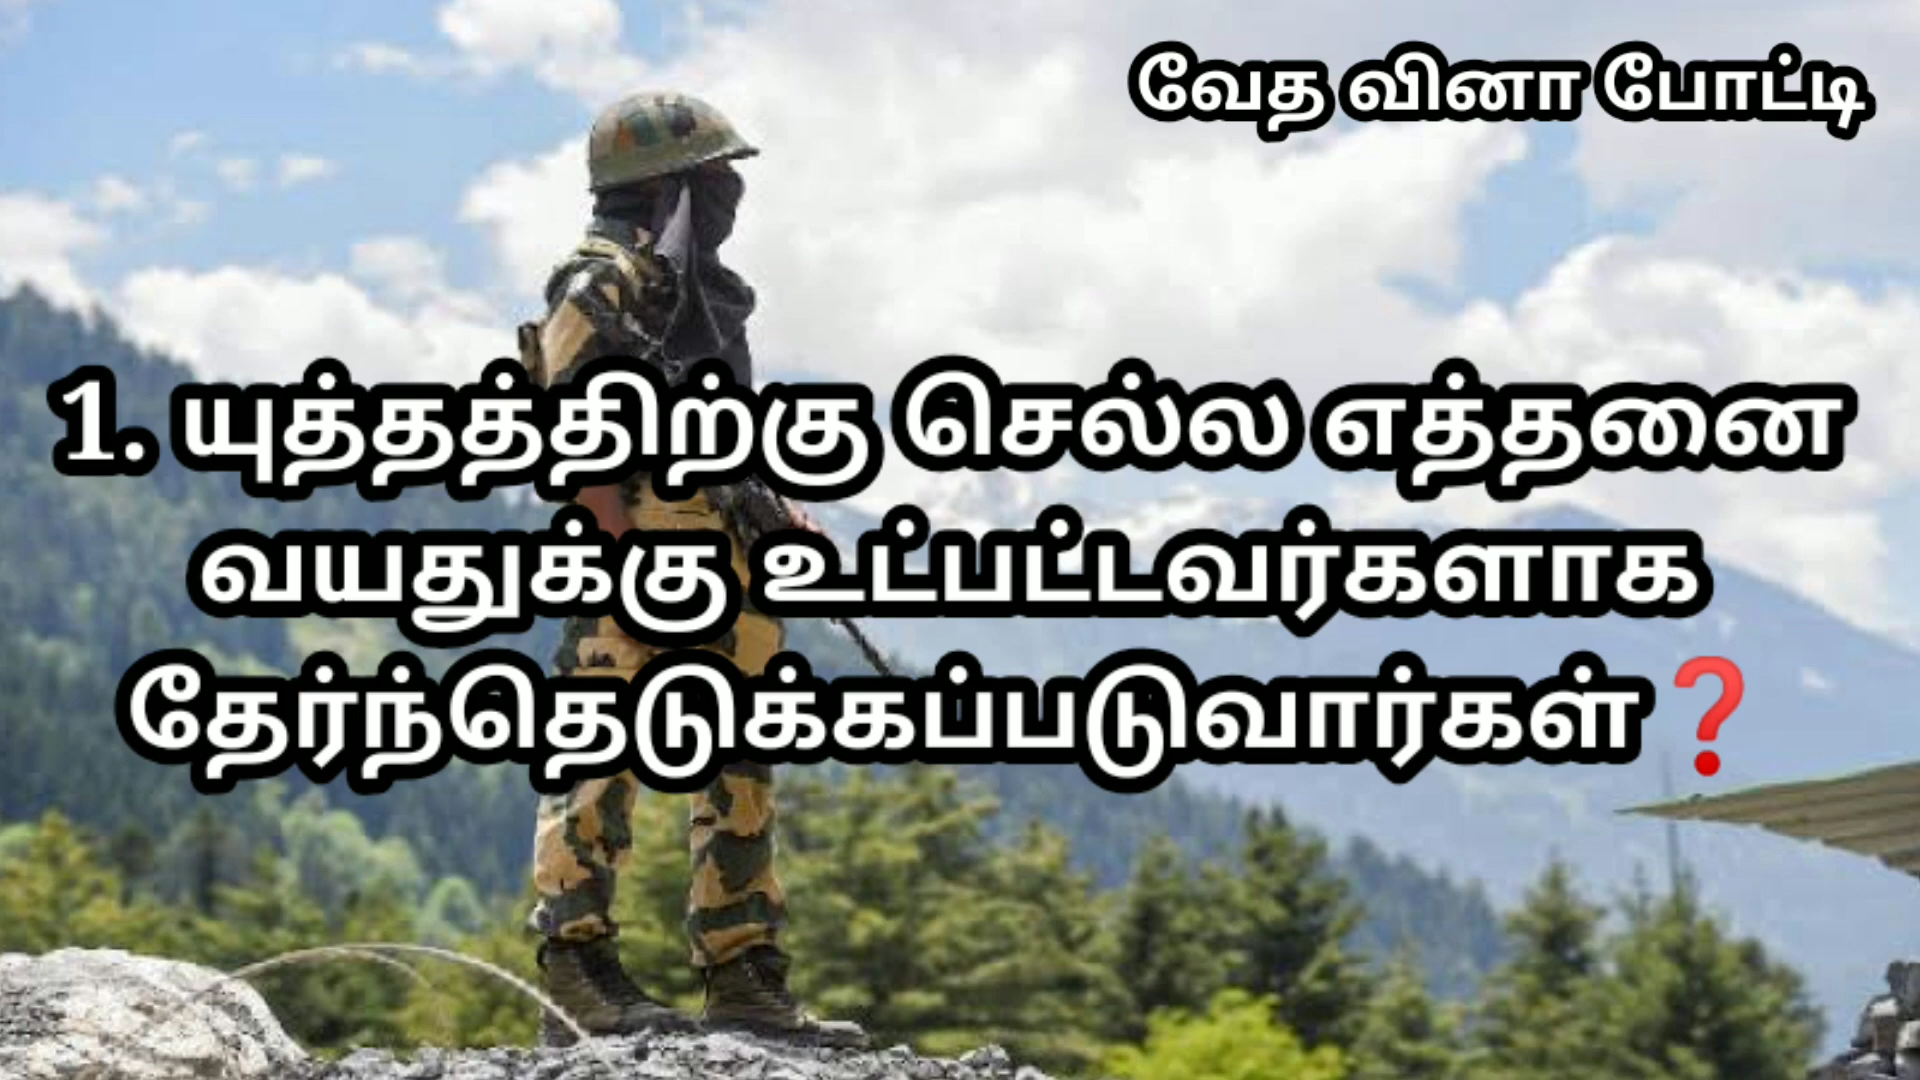 வேத வினா போட்டி
1. யுத்தத்திற்கு செல்ல எத்தனை
வயதுக்கு உட்பட்டவர்களாக
தேர்ந்தெடுக்கப்படுவார்கள்❓